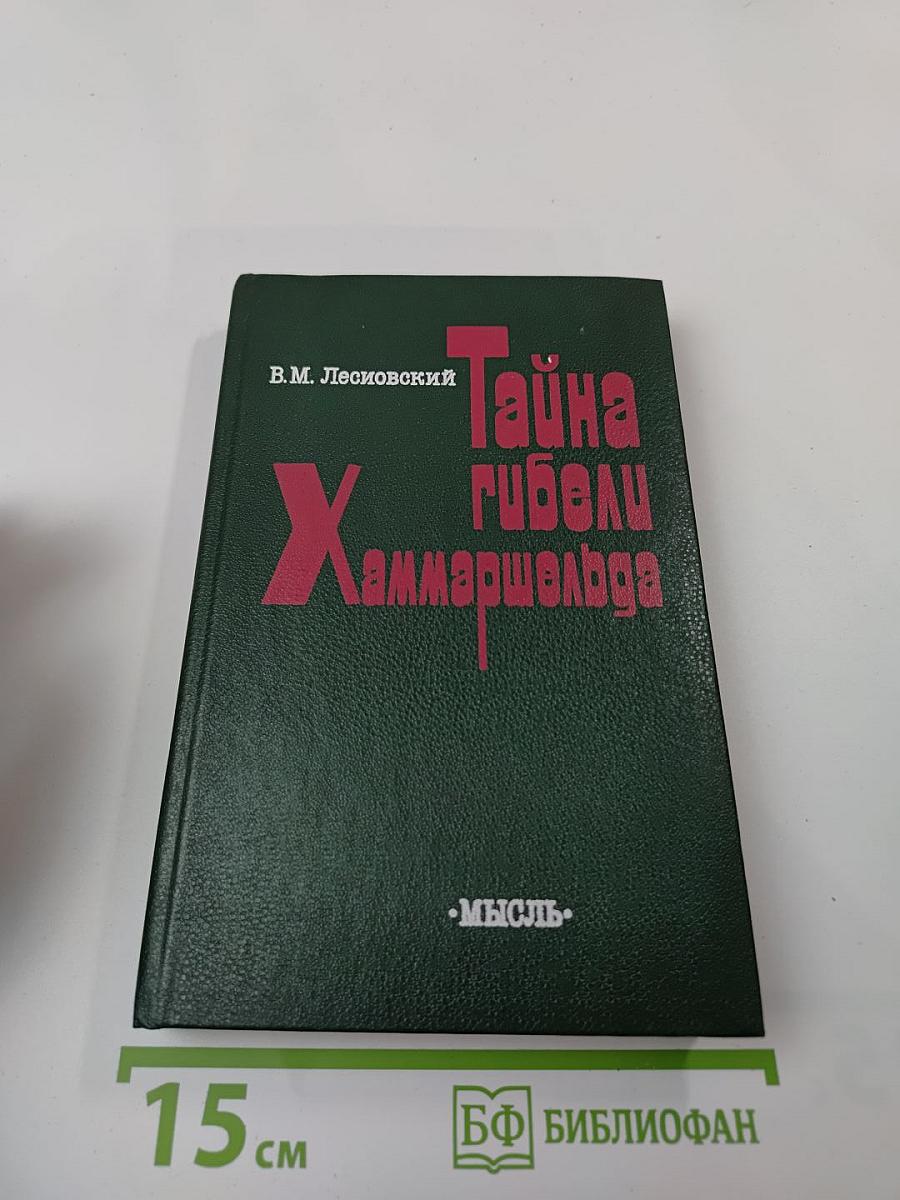 В.М. Лесиовский
Тайна
гибели
Хаммаршельда
•МЫСЛЬ•
15 см
БФ БИБЛИОФАН